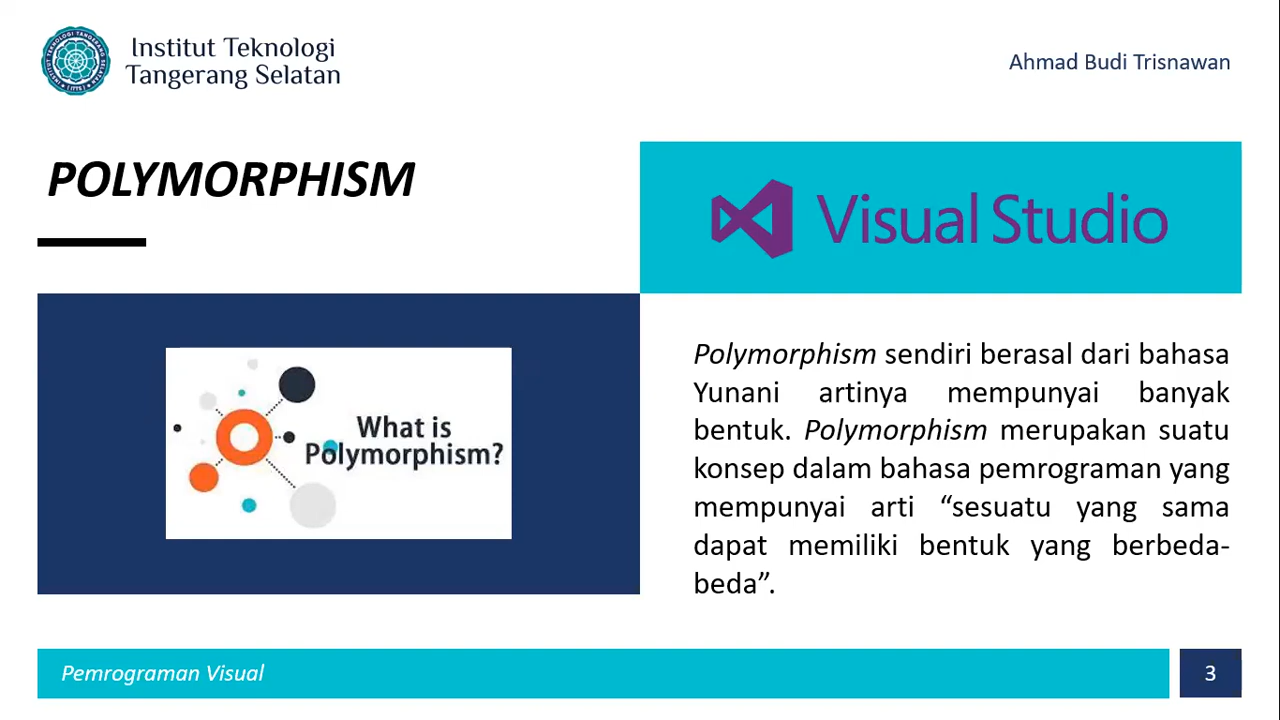 Institut Teknologi
Tangerang Selatan
Ahmad Budi Trisnawan
POLYMORPHISM
Visual Studio
What is
Polymorphism?
Polymorphism sendiri berasal dari bahasa
Yunani artinya mempunyai banyak
bentuk. Polymorphism merupakan suatu
konsep dalam bahasa pemrograman yang
mempunyai arti “sesuatu yang sama
dapat memiliki bentuk yang berbeda-
beda”.
Pemrograman Visual
3